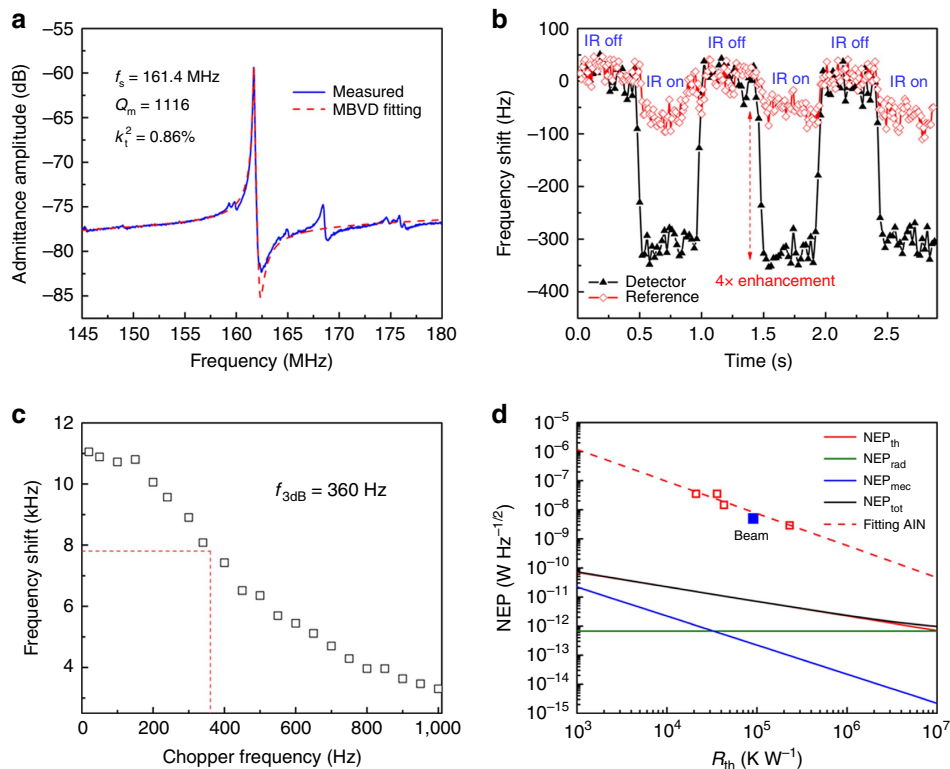 a
−55
−60
−65
−70
−75
−80
−85
Admittance amplitude (dB)
fs = 161.4 MHz
Qm = 1116
kt² = 0.86%
Measured
MBVD fitting
145 150 155 160 165 170 175 180
Frequency (MHz)
b
100
0
−100
−200
−300
−450
Frequency shift (Hz)
IR off IR off IR off
IR on IR on IR on
Detector
Reference
4× enhancement
0.0 0.5 1.0 1.5 2.0 2.5
Time (s)
c
12
10
8
6
4
Frequency shift (kHz)
f3dB = 360 Hz
0 200 400 600 800 1,000
Chopper frequency (Hz)
d
10⁻⁵
10⁻⁶
10⁻⁷
10⁻⁸
10⁻⁹
10⁻¹⁰
10⁻¹¹
10⁻¹²
10⁻¹³
10⁻¹⁴
10⁻¹⁵
NEP (W Hz⁻¹/²)
NEPth
NEPrad
NEPmec
NEPtot
Fitting AlN
Beam
10³ 10⁴ 10⁵ 10⁶ 10⁷
Rth (K W⁻¹)